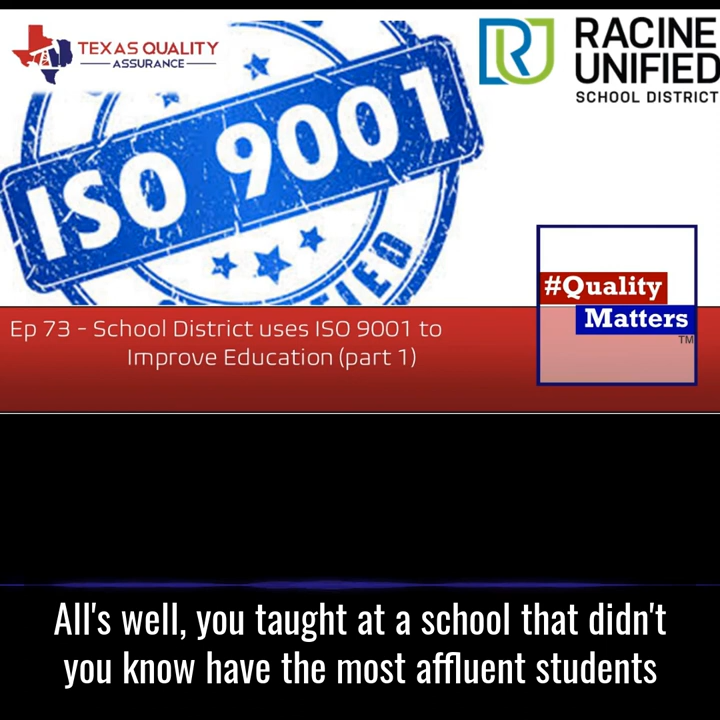 TEXAS QUALITY
ASSURANCE
RACINE
UNIFIED
SCHOOL DISTRICT
ISO 9001
#Quality
Matters
TM
Ep 73 - School District uses ISO 9001 to
Improve Education (part 1)
All's well, you taught at a school that didn't
you know have the most affluent students